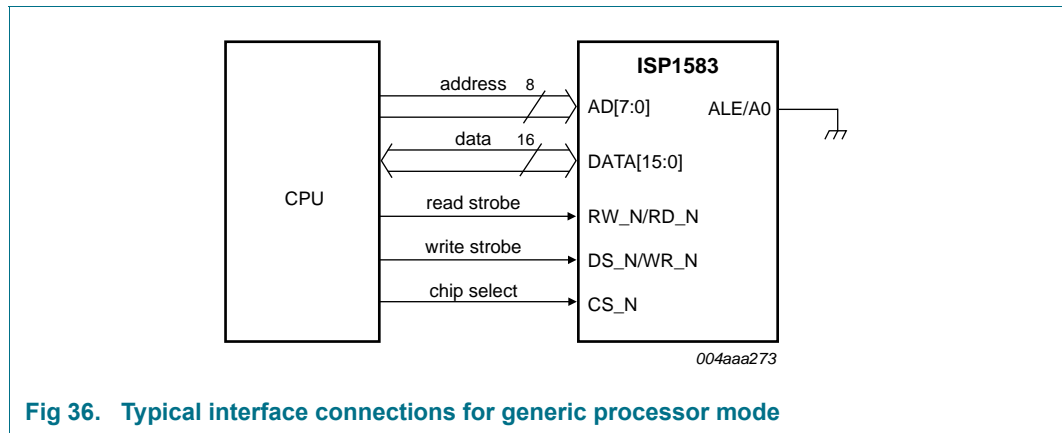 ISP1583
address 8
AD[7:0] ALE/A0
data 16
DATA[15:0]
CPU
read strobe
RW_N/RD_N
write strobe
DS_N/WR_N
chip select
CS_N
004aaa273
Fig 36. Typical interface connections for generic processor mode